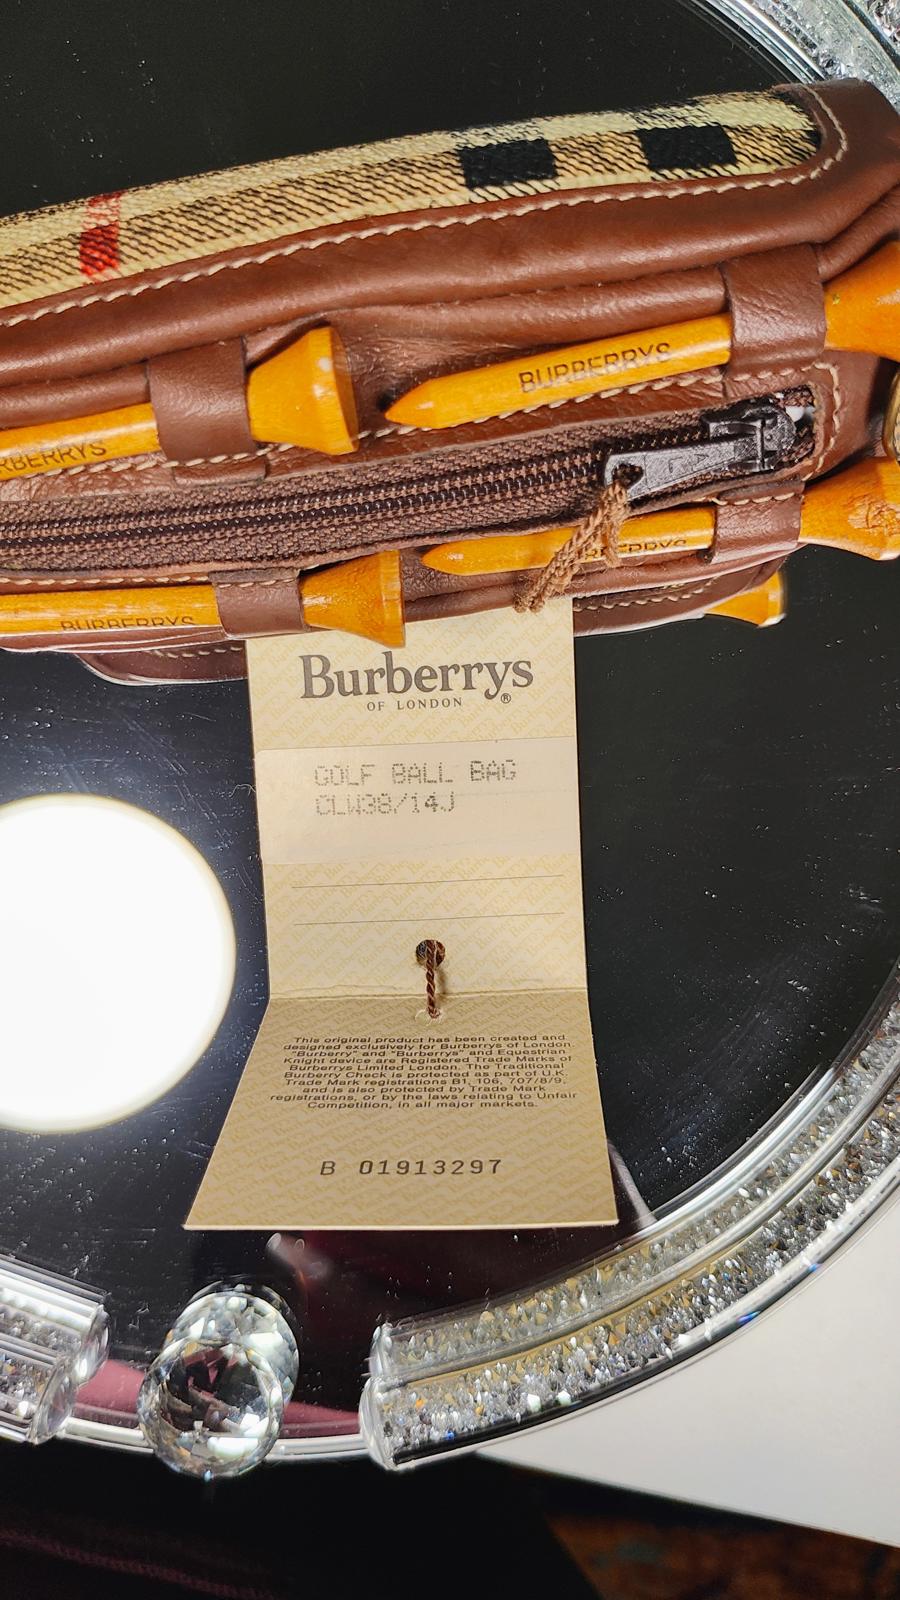 BURBERRYS
RBERRYS
RBERRYS
BURBERRYS
Burberrys®
OF LONDON
GOLF BALL BAG
CLW38/14J
This original product has been created and
designed exclusively for Burberrys of London.
"Burberry" and "Burberrys" and Equestrian
Knight device are Registered Trade Marks of
Burberrys Limited London. The Traditional
Burberry Check is protected as part of U.K.
Trade Mark registrations B1, 106, 707/8/9,
and is also protected by Trade Mark
registrations, or by the laws relating to Unfair
Competition, in all major markets.
B 01913297